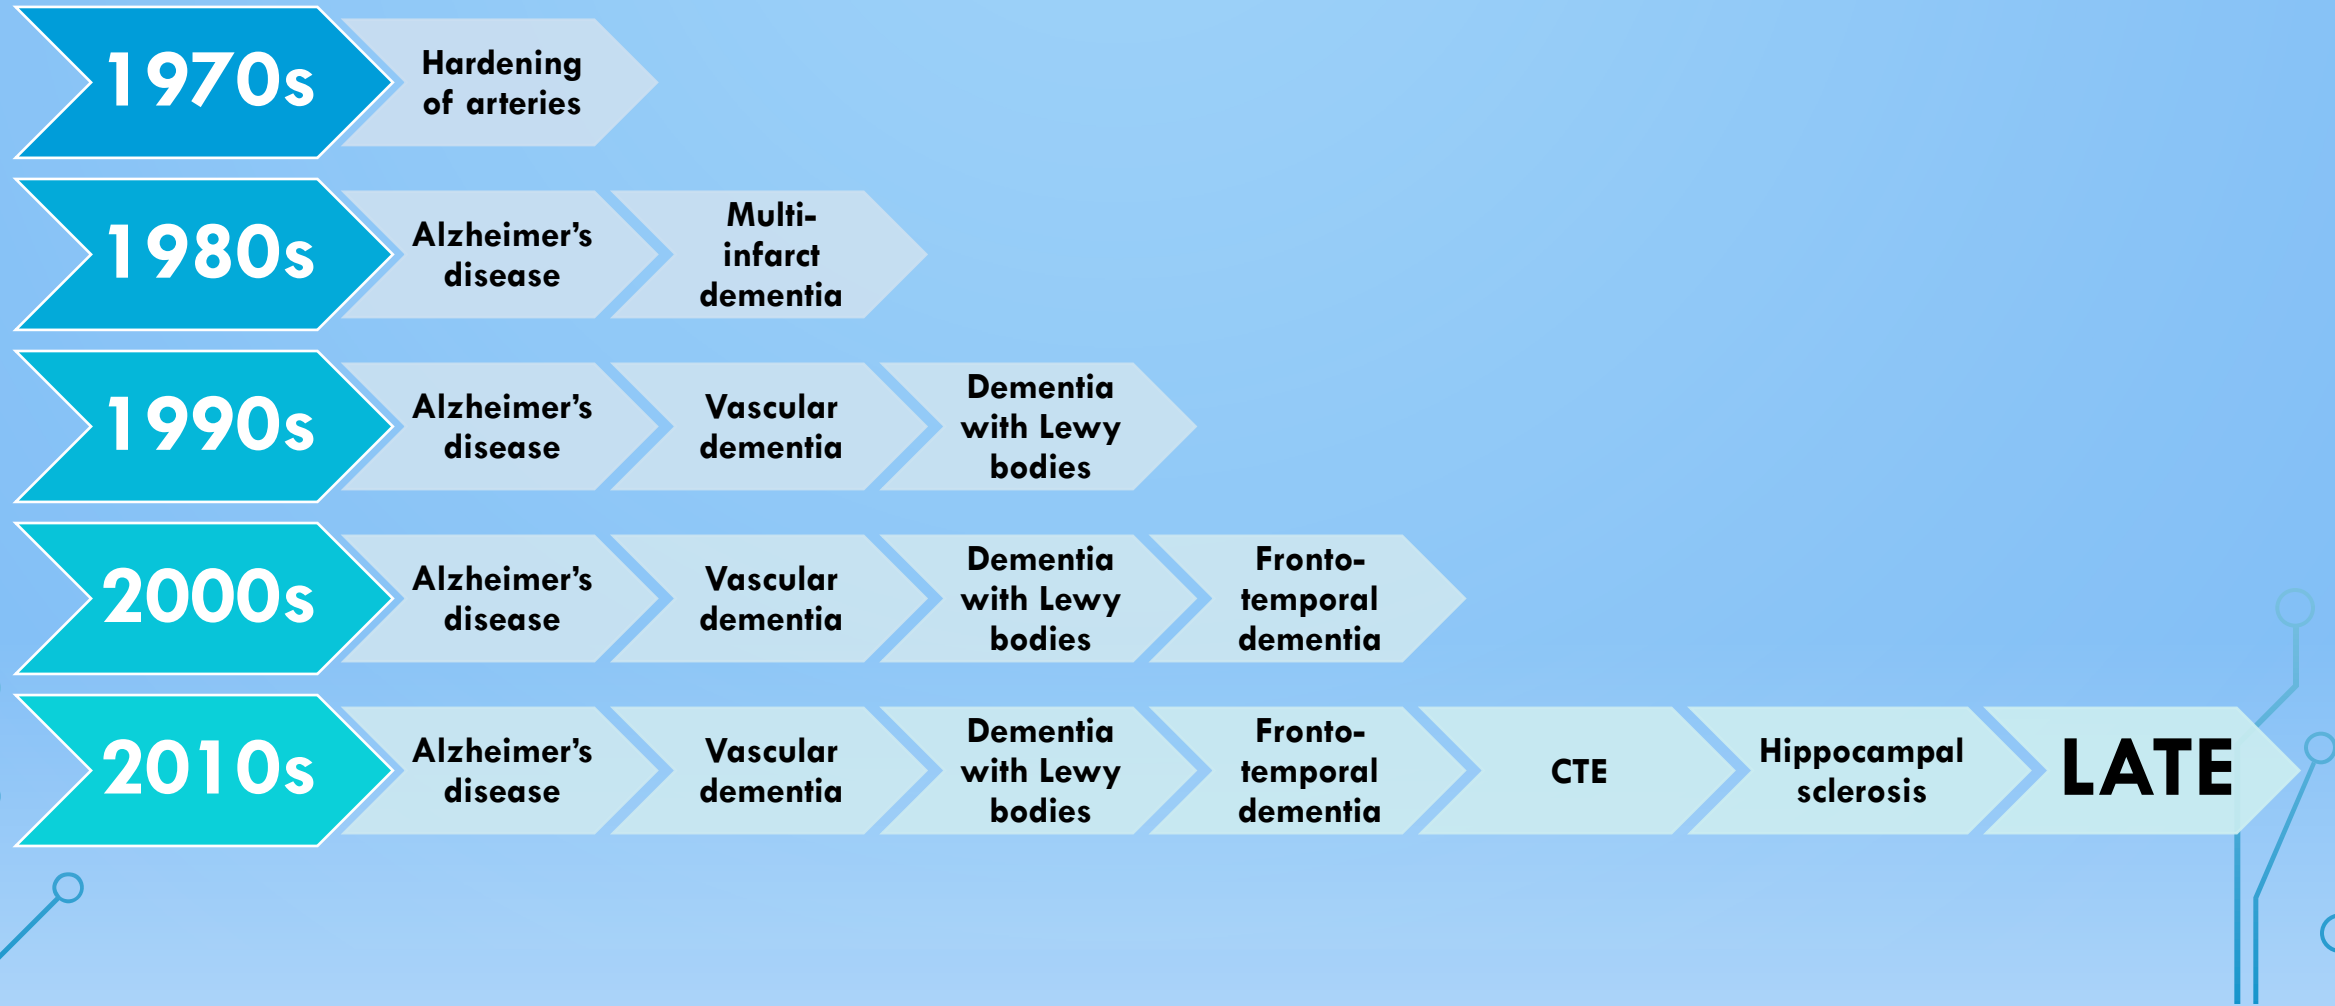 1970s
Hardening
of arteries
1980s
Alzheimer’s
disease
Multi-
infarct
dementia
1990s
Alzheimer’s
disease
Vascular
dementia
Dementia
with Lewy
bodies
2000s
Alzheimer’s
disease
Vascular
dementia
Dementia
with Lewy
bodies
Fronto-
temporal
dementia
2010s
Alzheimer’s
disease
Vascular
dementia
Dementia
with Lewy
bodies
Fronto-
temporal
dementia
CTE
Hippocampal
sclerosis
LATE